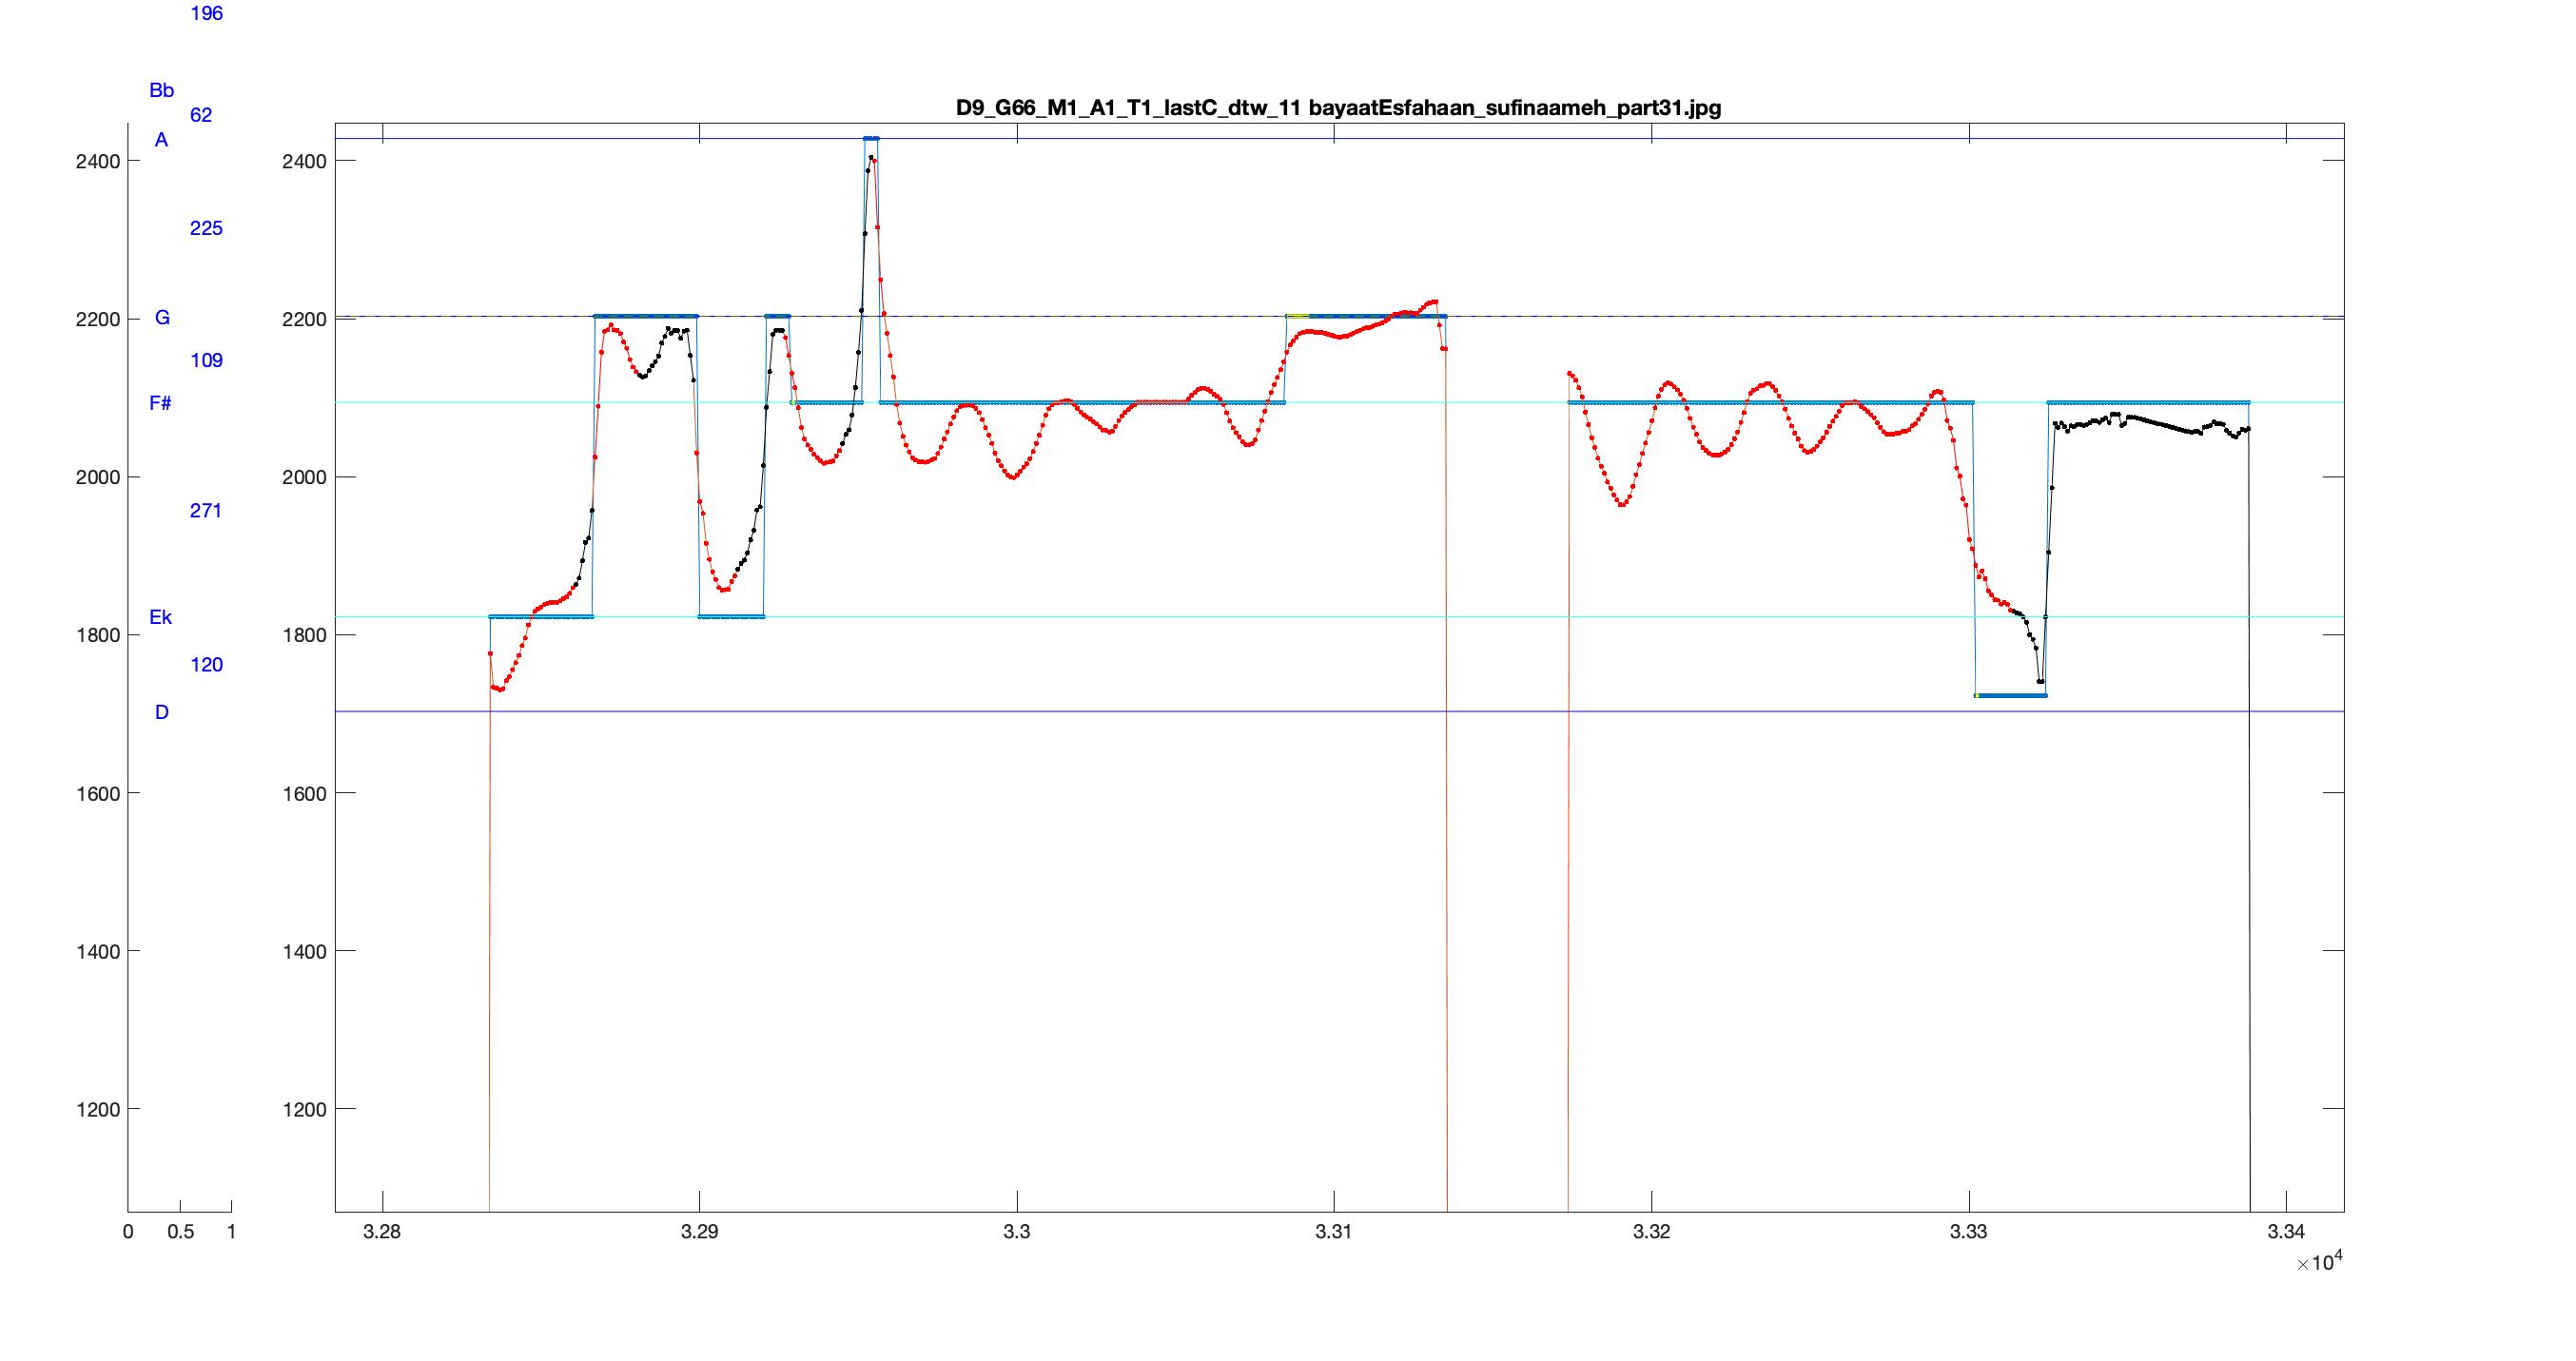 196
Bb
62
D9_G66_M1_A1_T1_lastC_dtw_11 bayaatEsfahaan_sufinaameh_part31.jpg
A
2400 2400
225
2200 G 2200
109
F#
2000 2000
271
Ek
1800 1800
120
D
1600 1600
1400 1400
1200 1200
0 0.5 1 3.28 3.29 3.3 3.31 3.32 3.33 3.34
×10^4